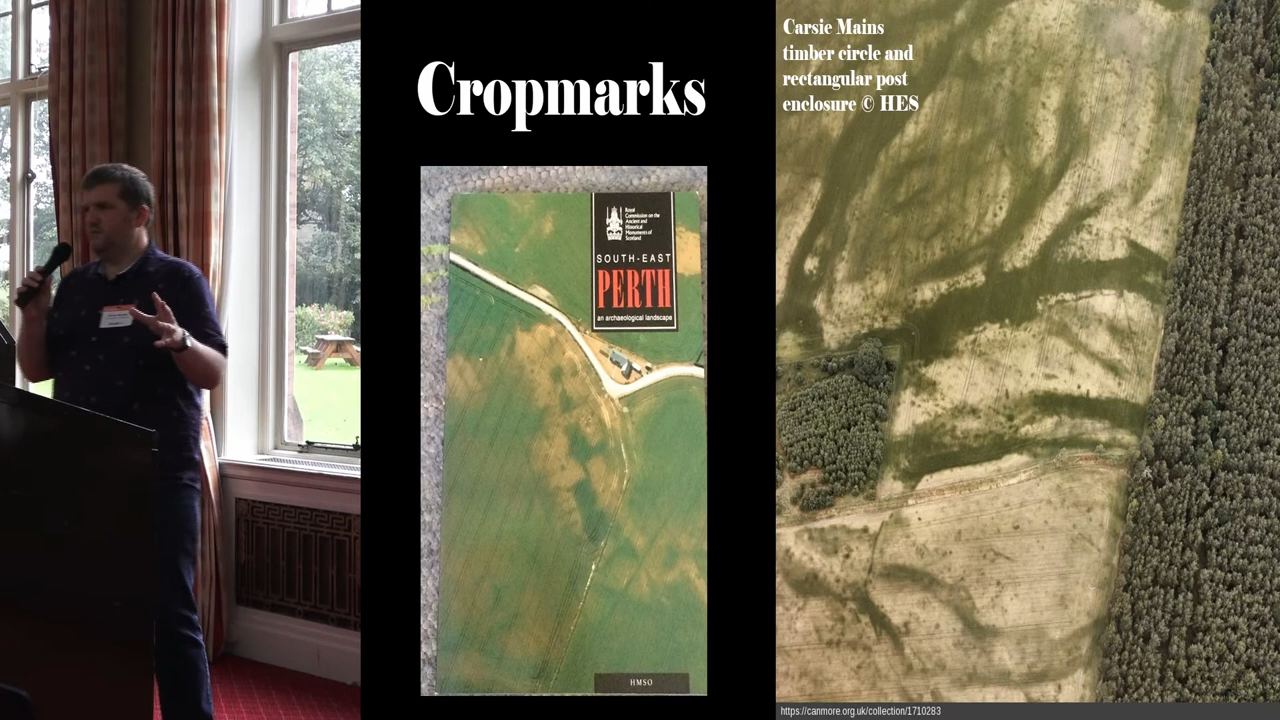 Cropmarks
Royal
Commission on the
Ancient and
Historical
Monuments of
Scotland
SOUTH-EAST
PERTH
an archaeological landscape
HMSO
Carsie Mains
timber circle and
rectangular post
enclosure © HES
https://canmore.org.uk/collection/1710283